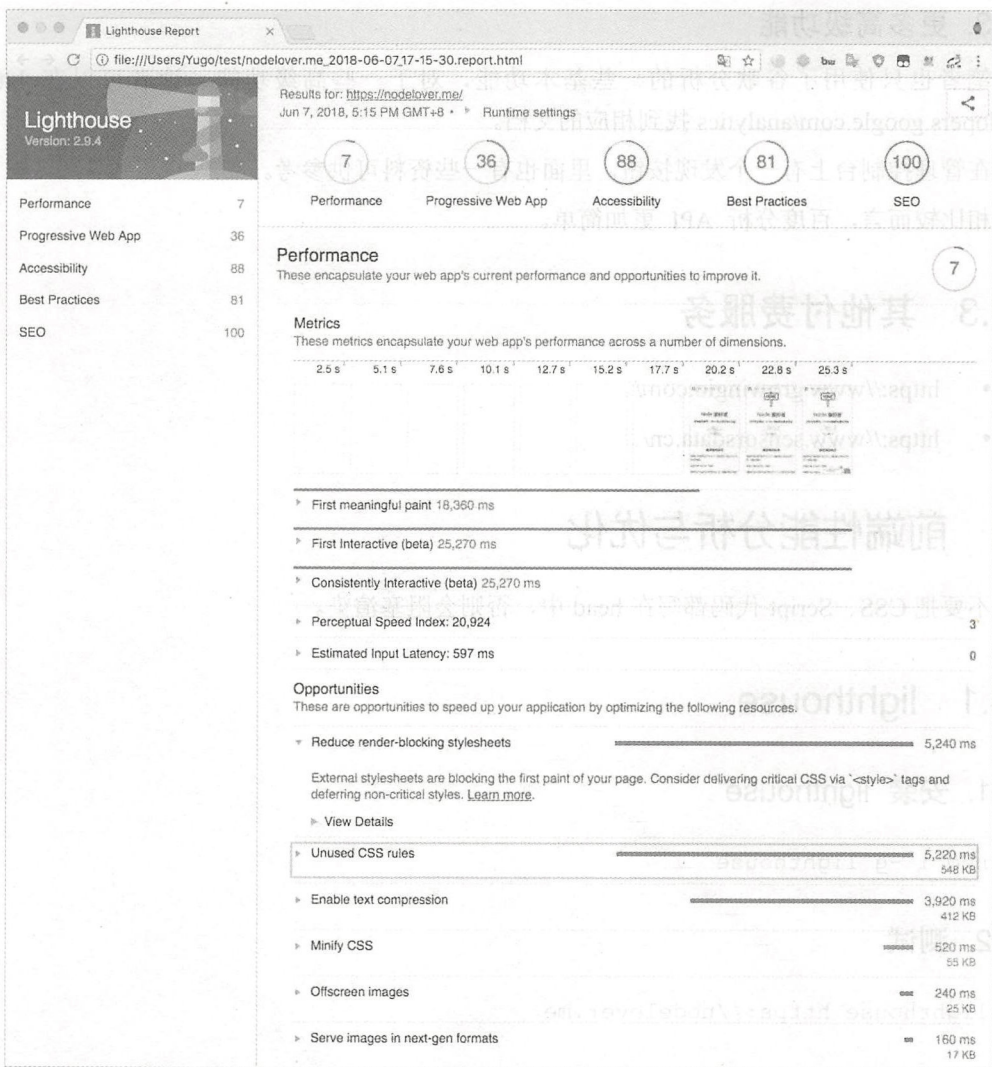 Lighthouse Report
file:///Users/Yugo/test/nodelover.me_2018-06-07_17-15-30.report.html
Lighthouse
Version: 2.9.4
Performance 7
Progressive Web App 36
Accessibility 88
Best Practices 81
SEO 100
Results for: https://nodelover.me/
Jun 7, 2018, 5:15 PM GMT+8 • Runtime settings
7 36 88 81 100
Performance Progressive Web App Accessibility Best Practices SEO
Performance
These encapsulate your web app's current performance and opportunities to improve it.
7
Metrics
These metrics encapsulate your web app's performance across a number of dimensions.
2.5 s 5.1 s 7.6 s 10.1 s 12.7 s 15.2 s 17.7 s 20.2 s 22.8 s 25.3 s
First meaningful paint 18,360 ms
First Interactive (beta) 25,270 ms
Consistently Interactive (beta) 25,270 ms
Perceptual Speed Index: 20,924 3
Estimated Input Latency: 597 ms 0
Opportunities
These are opportunities to speed up your application by optimizing the following resources.
Reduce render-blocking stylesheets 5,240 ms
External stylesheets are blocking the first paint of your page. Consider delivering critical CSS via `<style>` tags and
deferring non-critical styles. Learn more.
View Details
Unused CSS rules 5,220 ms
548 KB
Enable text compression 3,920 ms
412 KB
Minify CSS 520 ms
55 KB
Offscreen images 240 ms
25 KB
Serve images in next-gen formats 160 ms
17 KB